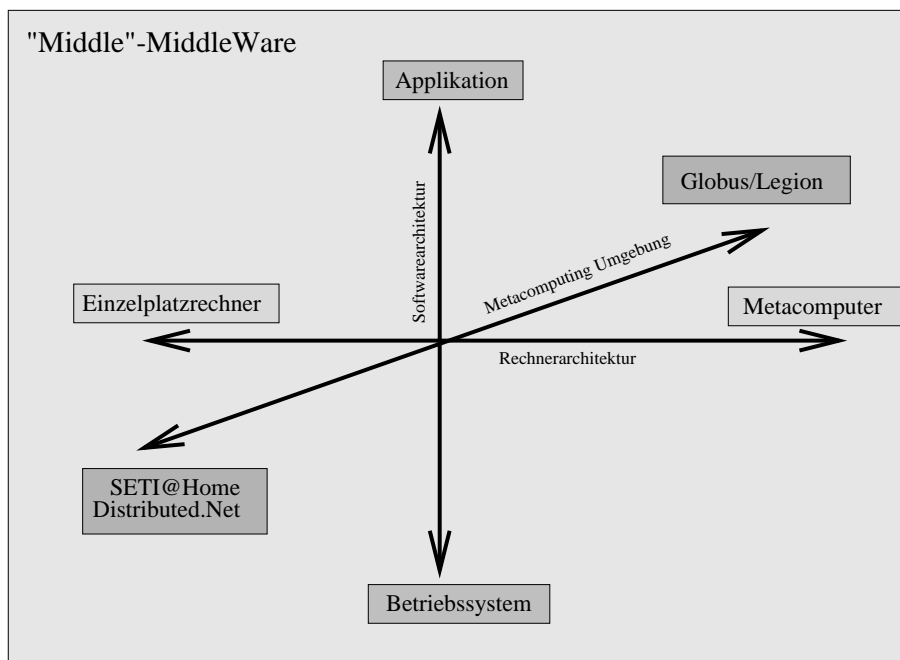 "Middle"-MiddleWare
Applikation
Globus/Legion
Softwarearchitektur
Metacomputing Umgebung
Einzelplatzrechner
Metacomputer
Rechnerarchitektur
SETI@Home
Distributed.Net
Betriebssystem